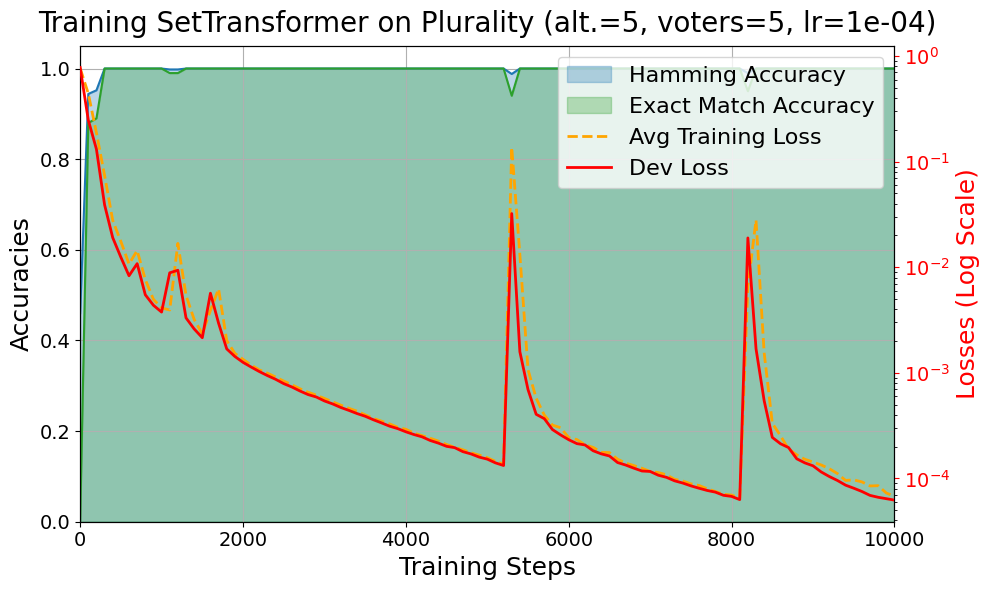 Training SetTransformer on Plurality (alt.=5, voters=5, lr=1e-04)
Hamming Accuracy
Exact Match Accuracy
Avg Training Loss
Dev Loss
Accuracies
1.0
0.8
0.6
0.4
0.2
0.0
0
2000
4000
6000
8000
10000
Training Steps
10⁰
10⁻¹
10⁻²
10⁻³
10⁻⁴
Losses (Log Scale)